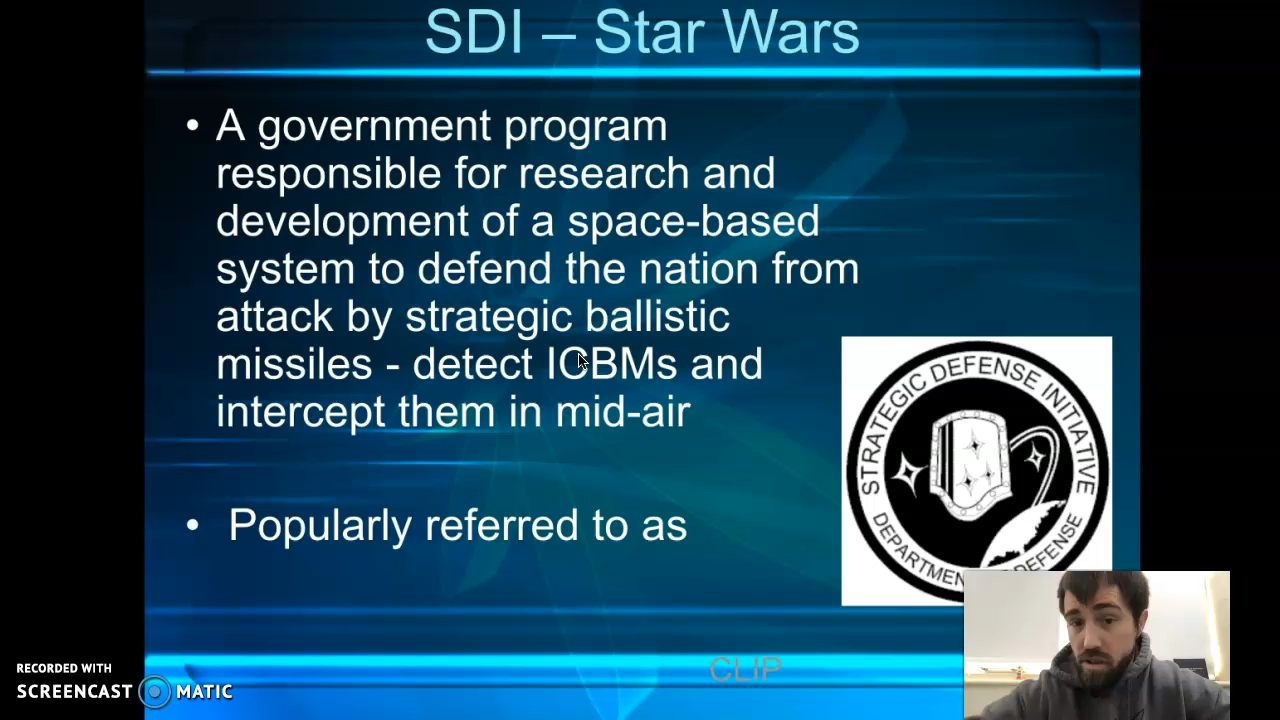 SDI – Star Wars
• A government program
responsible for research and
development of a space-based
system to defend the nation from
attack by strategic ballistic
missiles - detect ICBMs and
intercept them in mid-air
• Popularly referred to as
STRATEGIC DEFENSE INITIATIVE
DEFENSE
CLIP
RECORDED WITH
SCREENCAST MATIC